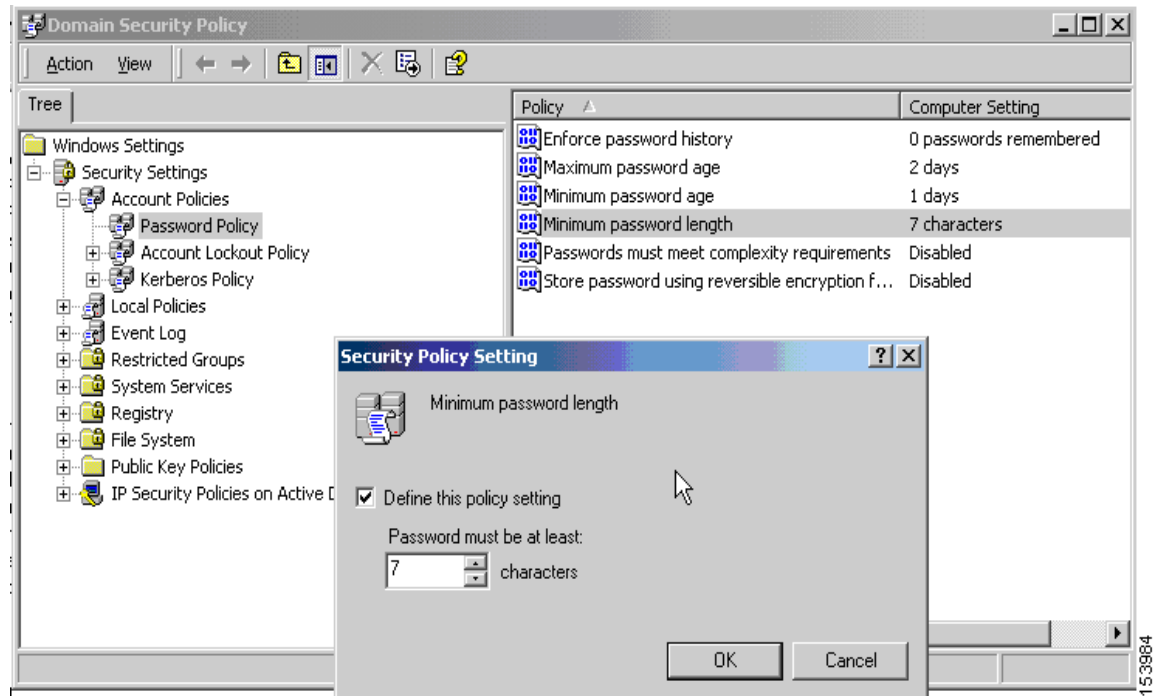 Domain Security Policy
Action View
Tree
Policy Computer Setting
Windows Settings
Security Settings
Account Policies
Password Policy
Account Lockout Policy
Kerberos Policy
Local Policies
Event Log
Restricted Groups
System Services
Registry
File System
Public Key Policies
IP Security Policies on Active D
Enforce password history 0 passwords remembered
Maximum password age 2 days
Minimum password age 1 days
Minimum password length 7 characters
Passwords must meet complexity requirements Disabled
Store password using reversible encryption f... Disabled
Security Policy Setting
Minimum password length
Define this policy setting
Password must be at least:
7 characters
OK Cancel
153984